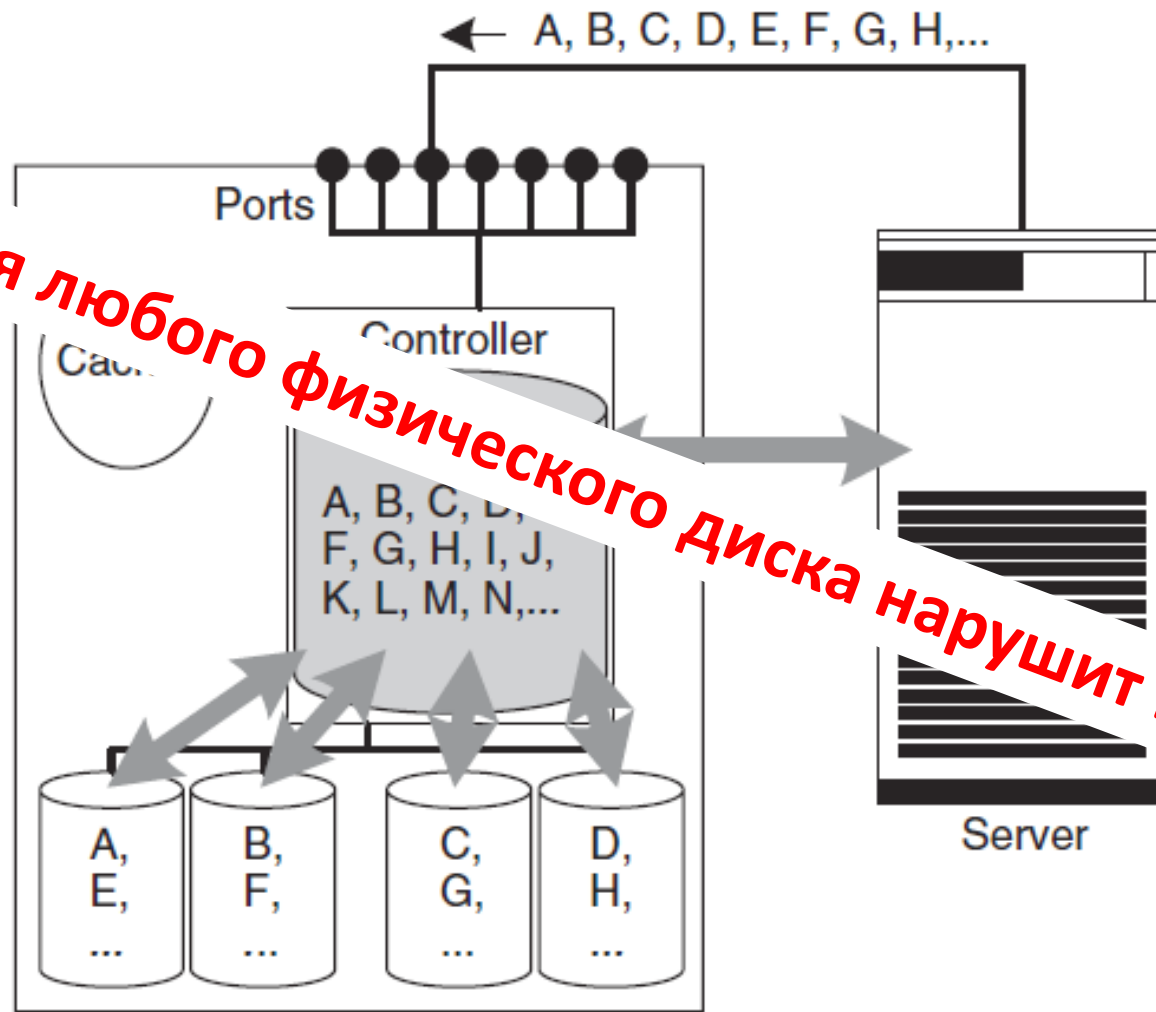 A, B, C, D, E, F, G, H,...
Ports
я любого физического диска нарушит
Controller
A, B, C, D,
F, G, H, I, J,
K, L, M, N,...
A,
E,
...
B,
F,
...
C,
G,
...
D,
H,
...
Server